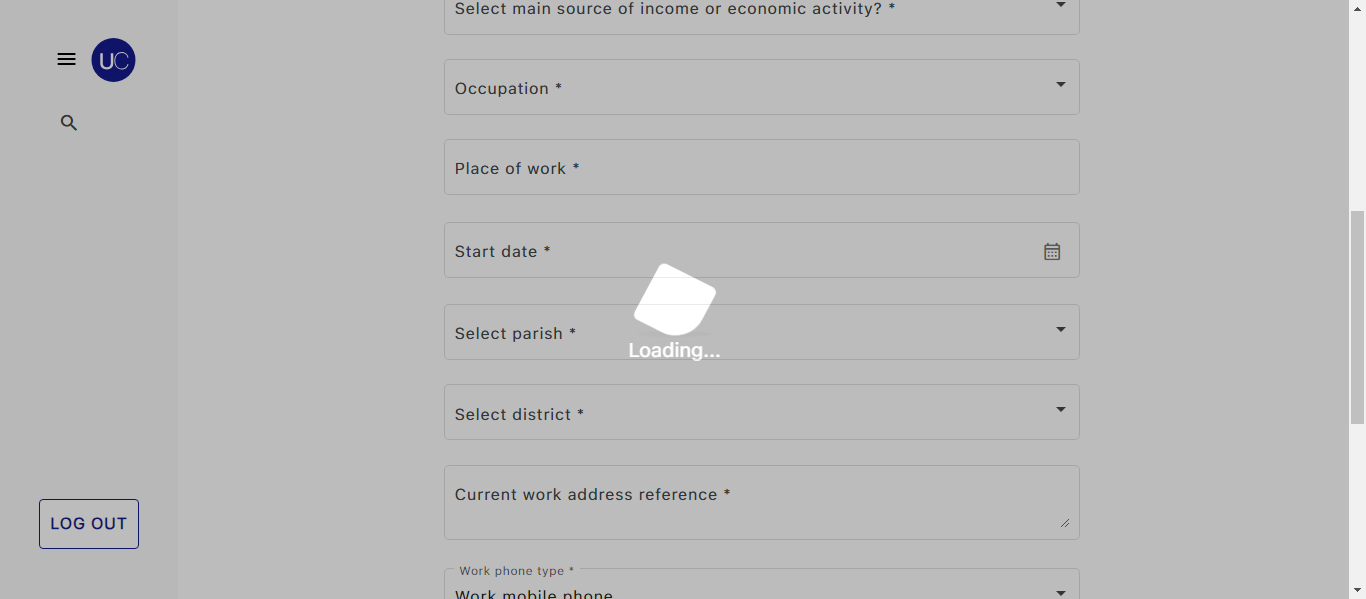 Select main source of income or economic activity? *
UC
Occupation *
Place of work *
Start date *
Select parish *
Loading...
Select district *
Current work address reference *
LOG OUT
Work phone type *
Work mobile phone